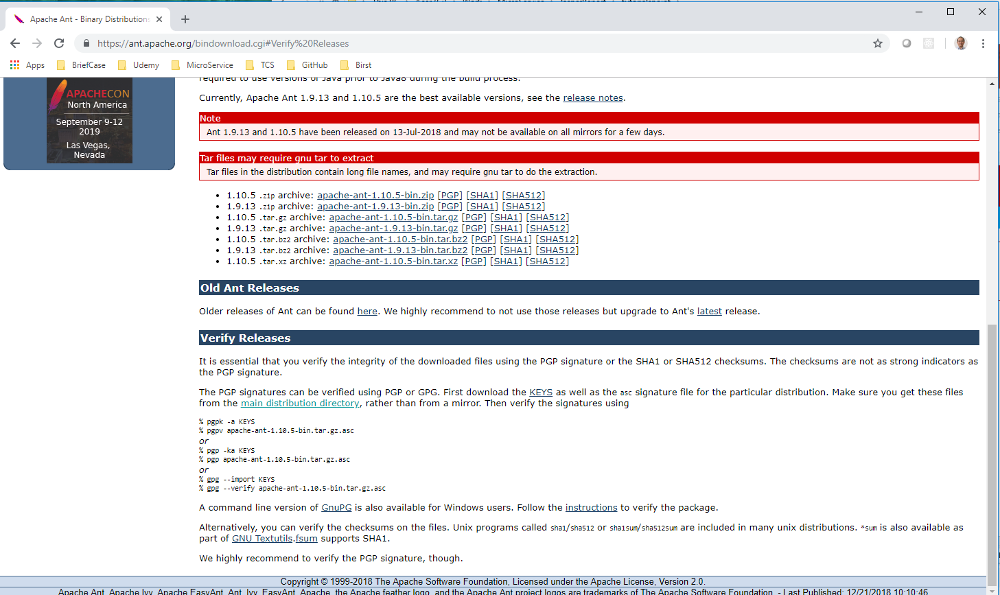 Apache Ant - Binary Distributions
https://ant.apache.org/bindownload.cgi#Verify%20Releases
Apps BriefCase Udemy MicroService TCS GitHub Birst
APACHECON
North America
September 9-12
2019
Las Vegas,
Nevada
required to use versions of Java prior to Java8 during the build process.
Currently, Apache Ant 1.9.13 and 1.10.5 are the best available versions, see the release notes.
Note
Ant 1.9.13 and 1.10.5 have been released on 13-Jul-2018 and may not be available on all mirrors for a few days.
Tar files may require gnu tar to extract
Tar files in the distribution contain long file names, and may require gnu tar to do the extraction.
• 1.10.5 .zip archive: apache-ant-1.10.5-bin.zip [PGP] [SHA1] [SHA512]
• 1.9.13 .zip archive: apache-ant-1.9.13-bin.zip [PGP] [SHA1] [SHA512]
• 1.10.5 .tar.gz archive: apache-ant-1.10.5-bin.tar.gz [PGP] [SHA1] [SHA512]
• 1.9.13 .tar.gz archive: apache-ant-1.9.13-bin.tar.gz [PGP] [SHA1] [SHA512]
• 1.10.5 .tar.bz2 archive: apache-ant-1.10.5-bin.tar.bz2 [PGP] [SHA1] [SHA512]
• 1.9.13 .tar.bz2 archive: apache-ant-1.9.13-bin.tar.bz2 [PGP] [SHA1] [SHA512]
• 1.10.5 .tar.xz archive: apache-ant-1.10.5-bin.tar.xz [PGP] [SHA1] [SHA512]
Old Ant Releases
Older releases of Ant can be found here. We highly recommend to not use those releases but upgrade to Ant's latest release.
Verify Releases
It is essential that you verify the integrity of the downloaded files using the PGP signature or the SHA1 or SHA512 checksums. The checksums are not as strong indicators as
the PGP signature.
The PGP signatures can be verified using PGP or GPG. First download the KEYS as well as the asc signature file for the particular distribution. Make sure you get these files
from the main distribution directory, rather than from a mirror. Then verify the signatures using
% pgpk -a KEYS
% pgpv apache-ant-1.10.5-bin.tar.gz.asc
or
% pgp -ka KEYS
% pgp apache-ant-1.10.5-bin.tar.gz.asc
or
% gpg --import KEYS
% gpg --verify apache-ant-1.10.5-bin.tar.gz.asc
A command line version of GnuPG is also available for Windows users. Follow the instructions to verify the package.
Alternatively, you can verify the checksums on the files. Unix programs called sha1/sha512 or sha1sum/sha512sum are included in many unix distributions. *sum is also available as
part of GNU Textutils.fsum supports SHA1.
We highly recommend to verify the PGP signature, though.
Copyright © 1999-2018 The Apache Software Foundation, Licensed under the Apache License, Version 2.0.
Apache Ant, Apache Ivy, Apache EasyAnt, Ant, Ivy, EasyAnt, Apache, the Apache feather logo, and the Apache Ant project logos are trademarks of The Apache Software Foundation. - Last Published: 12/21/2018 10:10:46